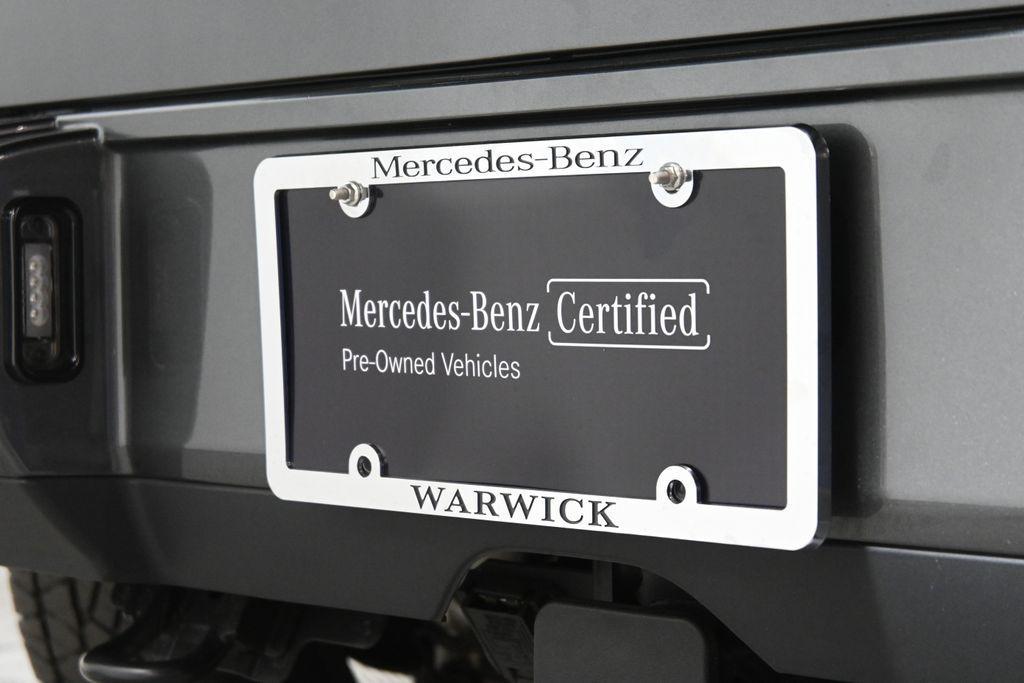 Mercedes-Benz
Mercedes-Benz Certified
Pre-Owned Vehicles
WARWICK